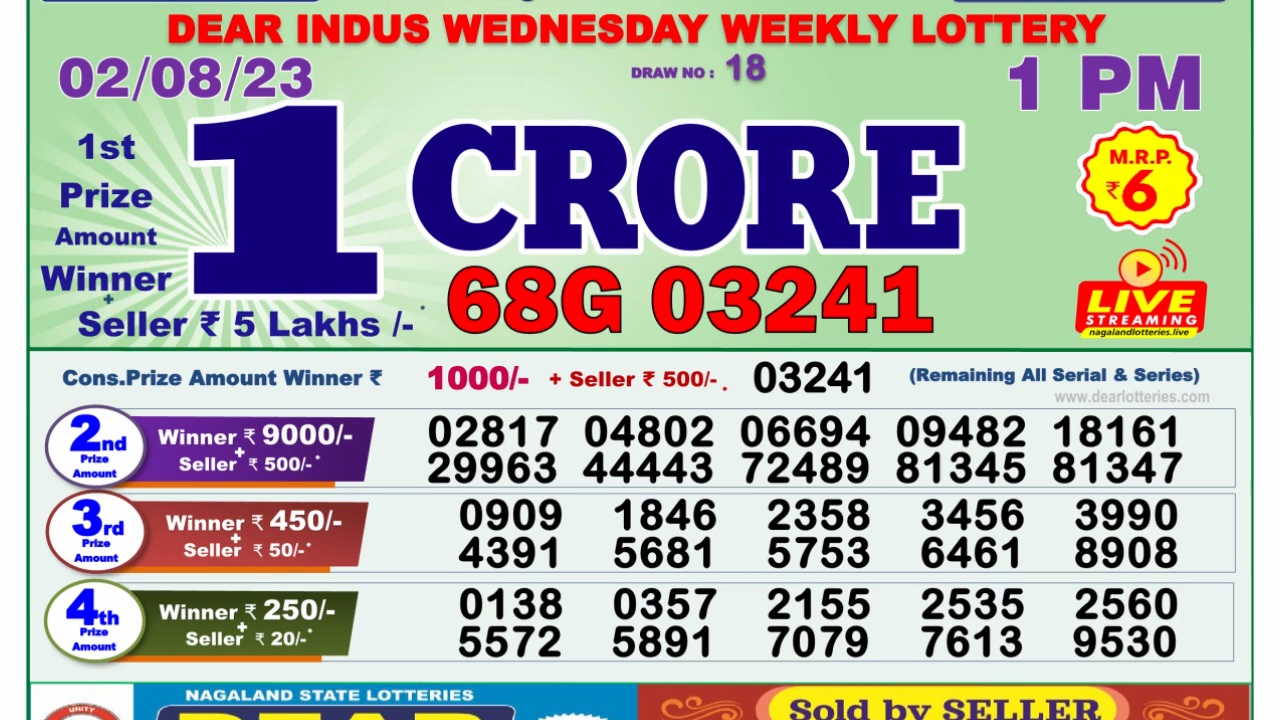 DEAR INDUS WEDNESDAY WEEKLY LOTTERY
02/08/23
DRAW NO : 18
1 PM
1st
Prize
Amount
Winner
+
Seller ₹ 5 Lakhs /- *
1 CRORE
68G 03241
M.R.P.
₹6
LIVE
STREAMING
nagalandlotteries.live
Cons.Prize Amount Winner ₹ 1000/- + Seller ₹ 500/- . 03241 (Remaining All Serial & Series)
www.dearlotteries.com
2nd
Prize
Amount
Winner ₹ 9000/-
+
Seller ₹ 500/-*
02817 04802 06694 09482 18161
29963 44443 72489 81345 81347
3rd
Prize
Amount
Winner ₹ 450/-
+
Seller ₹ 50/-*
0909 1846 2358 3456 3990
4391 5681 5753 6461 8908
4th
Prize
Amount
Winner ₹ 250/-
+
Seller ₹ 20/-*
0138 0357 2155 2535 2560
5572 5891 7079 7613 9530
UNITY
NAGALAND STATE LOTTERIES
DEAR
Sold by SELLER